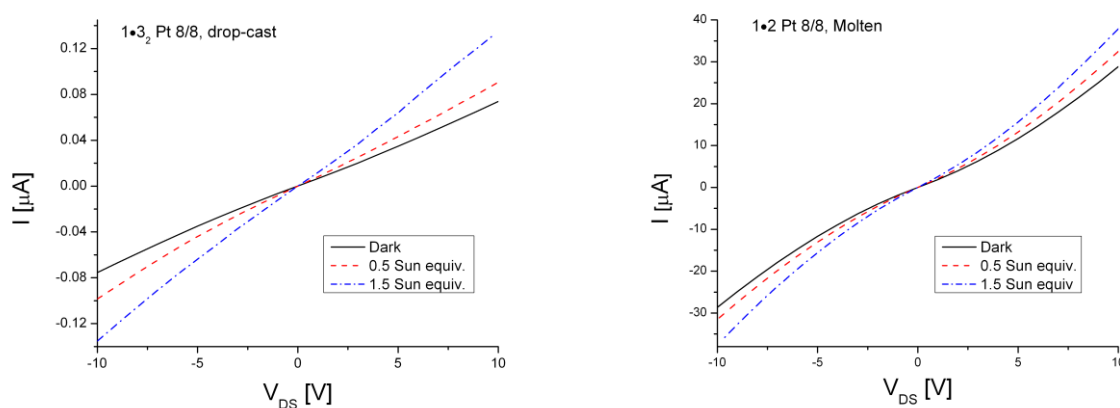 1•3₂ Pt 8/8, drop-cast
0.12
0.08
0.04
0.00
-0.04
-0.08
-0.12
I [µA]
Dark
0.5 Sun equiv.
1.5 Sun equiv.
-10
-5
0
5
10
V_DS [V]
1•2 Pt 8/8, Molten
40
30
20
10
0
-10
-20
-30
I [µA]
Dark
0.5 Sun equiv.
1.5 Sun equiv
-10
-5
0
5
10
V_DS [V]